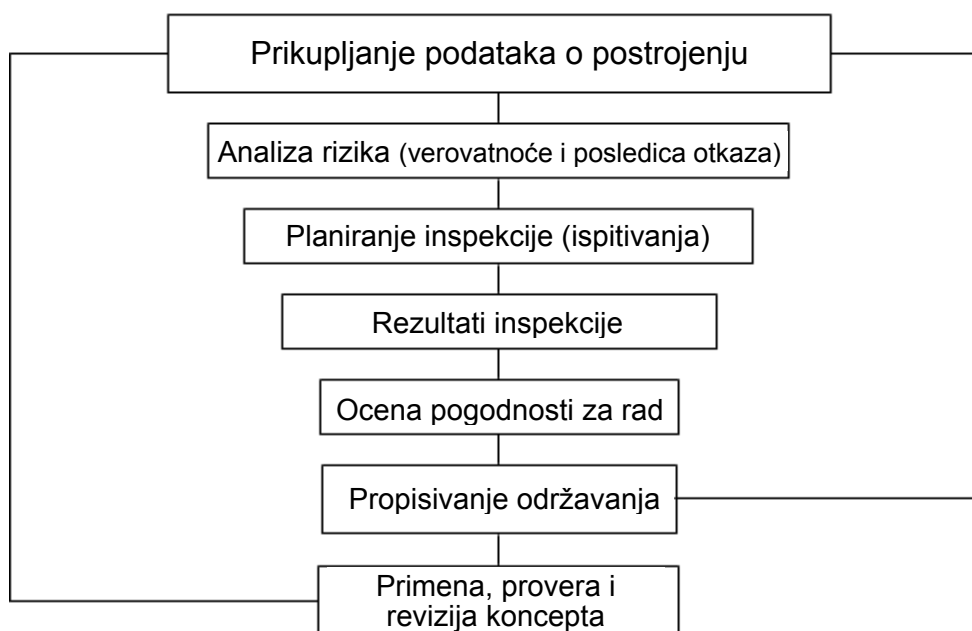 Prikupljanje podataka o postrojenju
Analiza rizika (verovatnoće i posledica otkaza)
Planiranje inspekcije (ispitivanja)
Rezultati inspekcije
Ocena pogodnosti za rad
Propisivanje održavanja
Primena, provera i
revizija koncepta